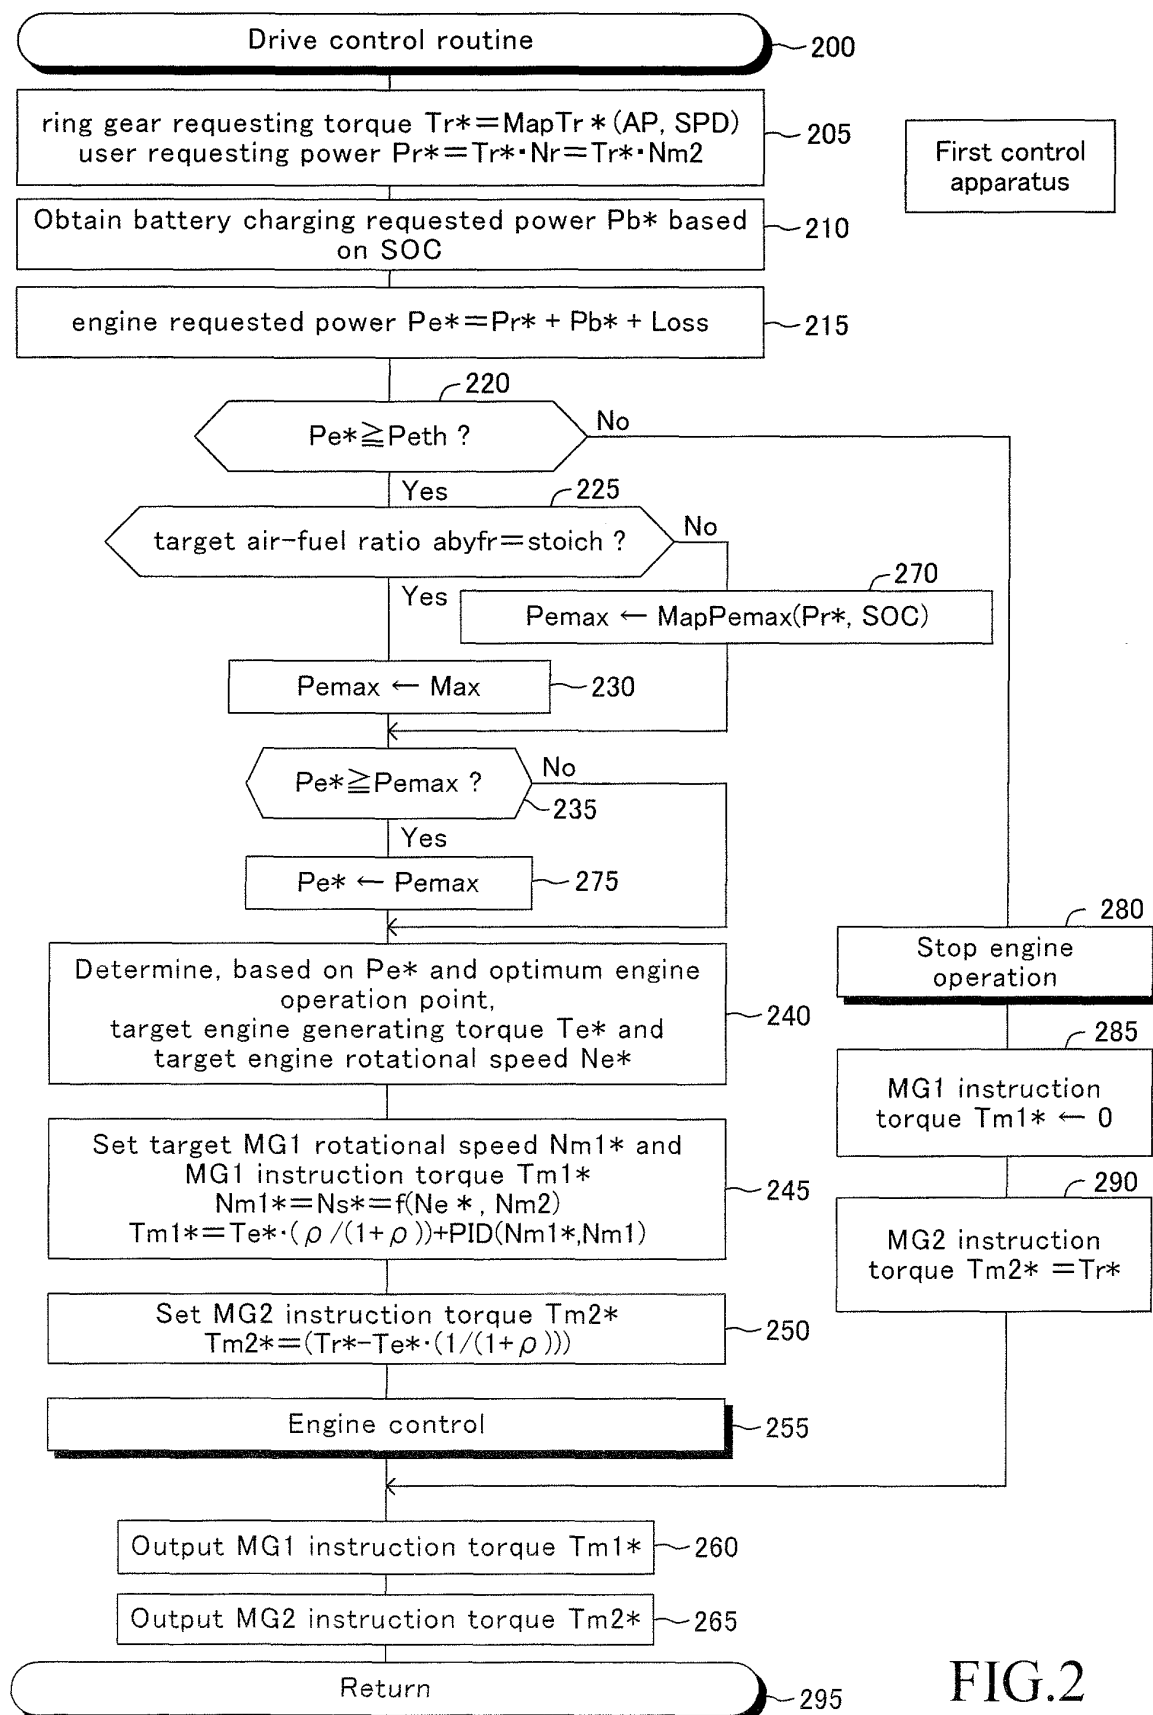 Drive control routine
200
ring gear requesting torque Tr*=MapTr*(AP, SPD)
user requesting power Pr*=Tr*·Nr=Tr*·Nm2
205
First control
apparatus
Obtain battery charging requested power Pb* based
on SOC
210
engine requested power Pe*=Pr* + Pb* + Loss
215
220
Pe*≧Peth ?
No
Yes
225
target air-fuel ratio abyfr=stoich ?
No
Yes
270
Pemax ← MapPemax(Pr*, SOC)
Pemax ← Max
230
Pe*≧Pemax ?
No
235
Yes
Pe* ← Pemax
275
280
Stop engine
operation
Determine, based on Pe* and optimum engine
operation point,
target engine generating torque Te* and
target engine rotational speed Ne*
240
285
MG1 instruction
torque Tm1* ← 0
Set target MG1 rotational speed Nm1* and
MG1 instruction torque Tm1*
Nm1*=Ns*=f(Ne*, Nm2)
Tm1*=Te*·(ρ/(1+ρ))+PID(Nm1*,Nm1)
245
290
MG2 instruction
torque Tm2* =Tr*
Set MG2 instruction torque Tm2*
Tm2*=(Tr*-Te*·(1/(1+ρ)))
250
Engine control
255
Output MG1 instruction torque Tm1*
260
Output MG2 instruction torque Tm2*
265
Return
295
FIG.2